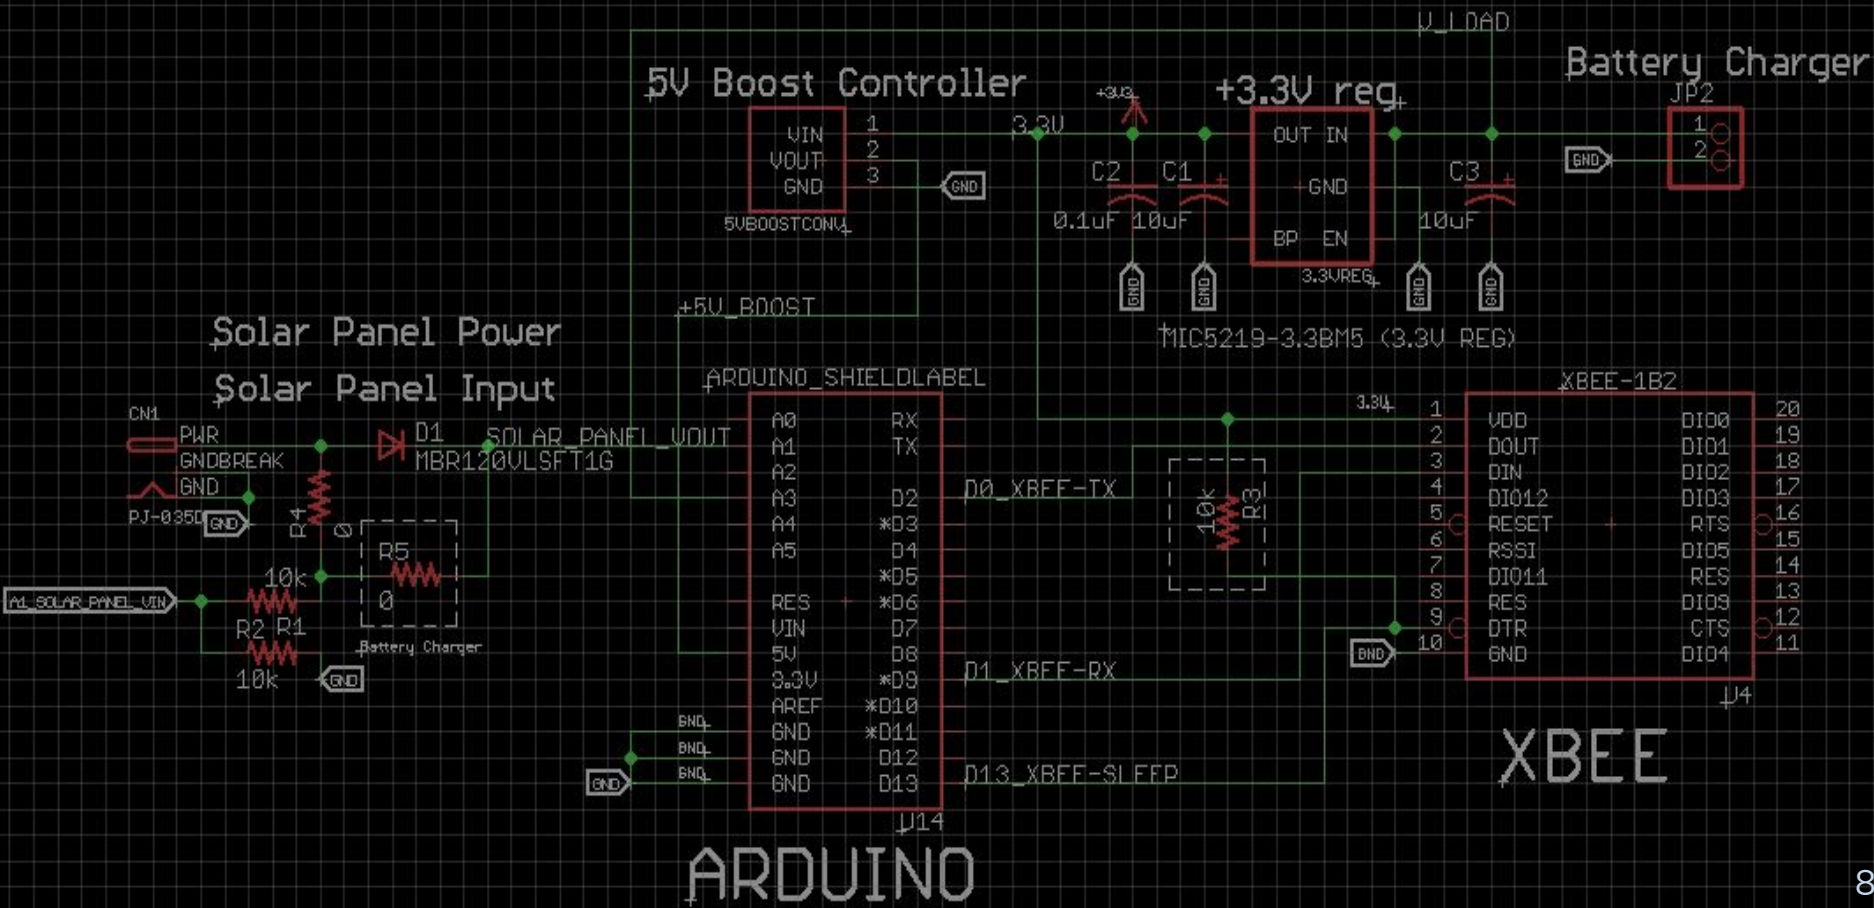 V_LOAD
Battery Charger
JP2
1
2
GND
5V Boost Controller
VIN 1
VOUT 2
GND 3
GND
5VBOOSTCONV
3.3V
+3V3
+3.3V reg
OUT IN
GND
BP EN
3.3VREG
C2
0.1uF
C1
10uF
C3
10uF
GND
GND
GND
GND
MIC5219-3.3BM5 (3.3V REG)
+5V_BOOST
Solar Panel Power
Solar Panel Input
CN1
PWR
GNDBREAK
GND
PJ-035D
GND
D1
MBR120VLSFT1G
SOLAR_PANEL_VOUT
R4
0
R5
0
Battery Charger
A1_SOLAR_PANEL_VIN
10k
R2 R1
10k
GND
ARDUINO_SHIELDLABEL
A0 RX
A1 TX
A2
A3 D2
A4 *D3
A5 D4
*D5
RES *D6
VIN D7
5V D8
3.3V *D9
AREF *D10
GND *D11
GND D12
GND D13
GND
GND
GND
GND
U14
ARDUINO
D0_XBEE-TX
D1_XBEE-RX
D13_XBEE-SLEEP
10k
R3
3.3V
GND
XBEE-1B2
1 VDD DIO0 20
2 DOUT DIO1 19
3 DIN DIO2 18
4 DIO12 DIO3 17
5 RESET RTS 16
6 RSSI DIO5 15
7 DIO11 RES 14
8 RES DIO9 13
9 DTR CTS 12
10 GND DIO4 11
U4
XBEE
8